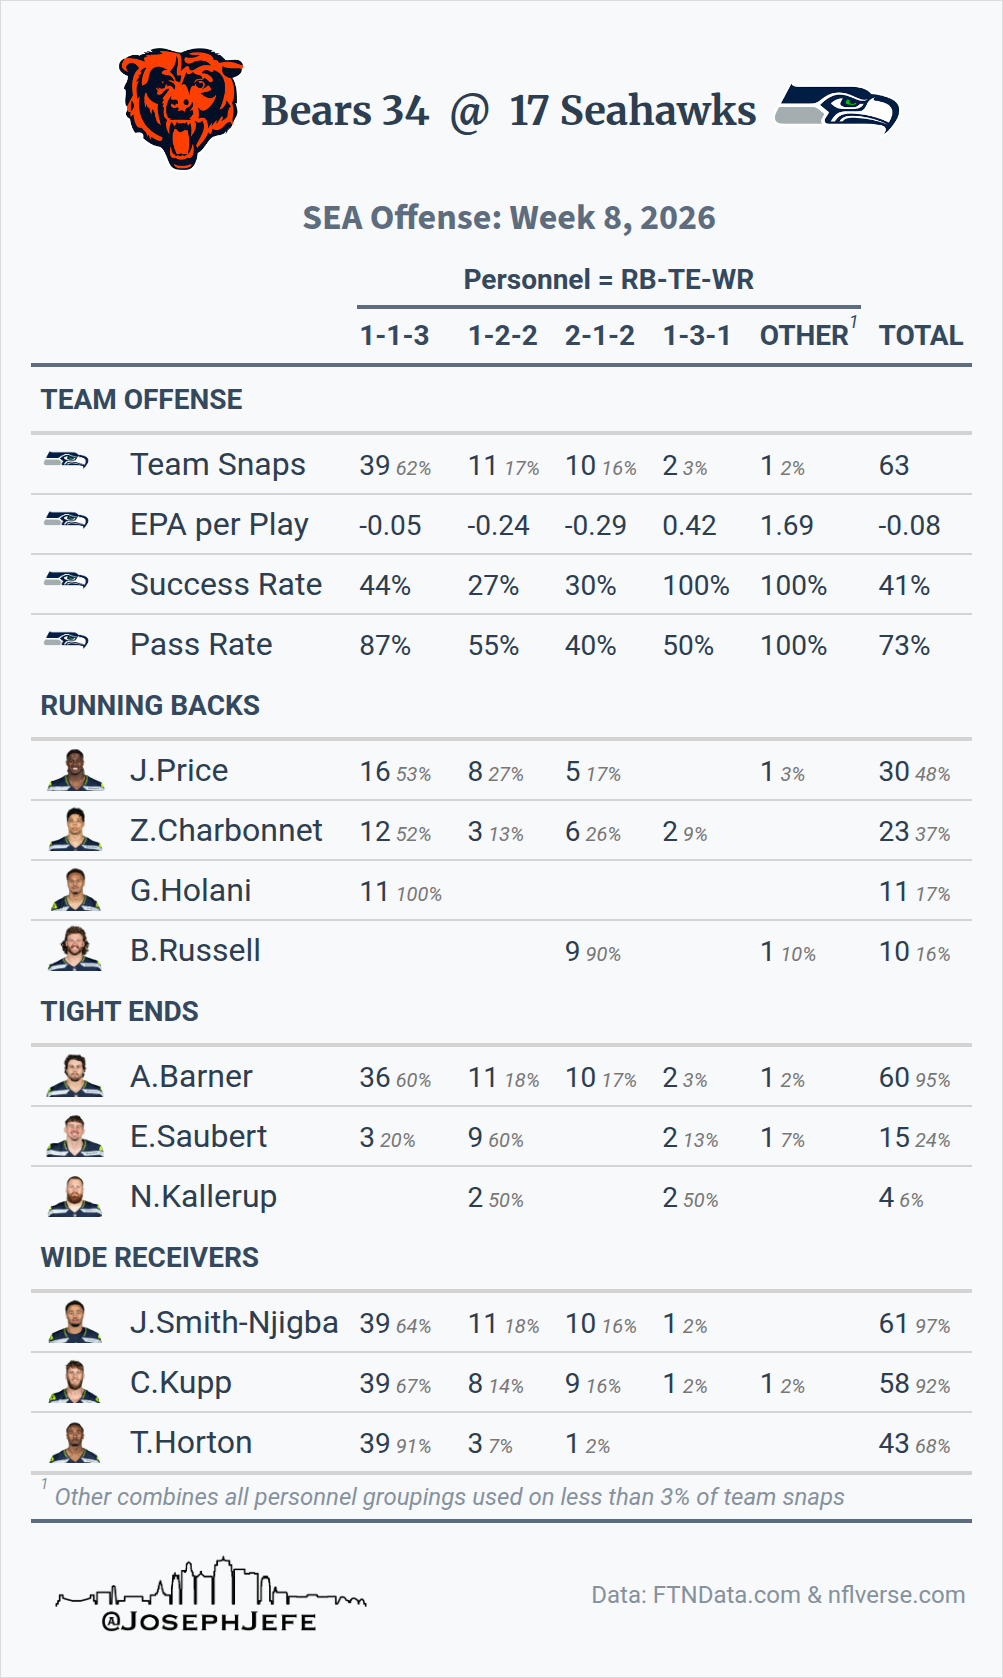 Bears 34 @ 17 Seahawks
SEA Offense: Week 8, 2026
Personnel = RB-TE-WR
1-1-3 1-2-2 2-1-2 1-3-1 OTHER1 TOTAL
TEAM OFFENSE
Team Snaps 39 62% 11 17% 10 16% 2 3% 1 2% 63
EPA per Play -0.05 -0.24 -0.29 0.42 1.69 -0.08
Success Rate 44% 27% 30% 100% 100% 41%
Pass Rate 87% 55% 40% 50% 100% 73%
RUNNING BACKS
J.Price 16 53% 8 27% 5 17% 1 3% 30 48%
Z.Charbonnet 12 52% 3 13% 6 26% 2 9% 23 37%
G.Holani 11 100% 11 17%
B.Russell 9 90% 1 10% 10 16%
TIGHT ENDS
A.Barner 36 60% 11 18% 10 17% 2 3% 1 2% 60 95%
E.Saubert 3 20% 9 60% 2 13% 1 7% 15 24%
N.Kallerup 2 50% 2 50% 4 6%
WIDE RECEIVERS
J.Smith-Njigba 39 64% 11 18% 10 16% 1 2% 61 97%
C.Kupp 39 67% 8 14% 9 16% 1 2% 1 2% 58 92%
T.Horton 39 91% 3 7% 1 2% 43 68%
1 Other combines all personnel groupings used on less than 3% of team snaps
@JOSEPHJEFE
Data: FTNData.com & nflverse.com